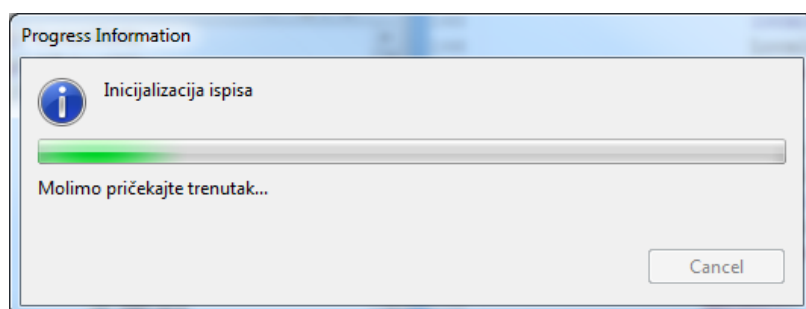 Progress Information
Inicijalizacija ispisa
Molimo pričekajte trenutak...
Cancel